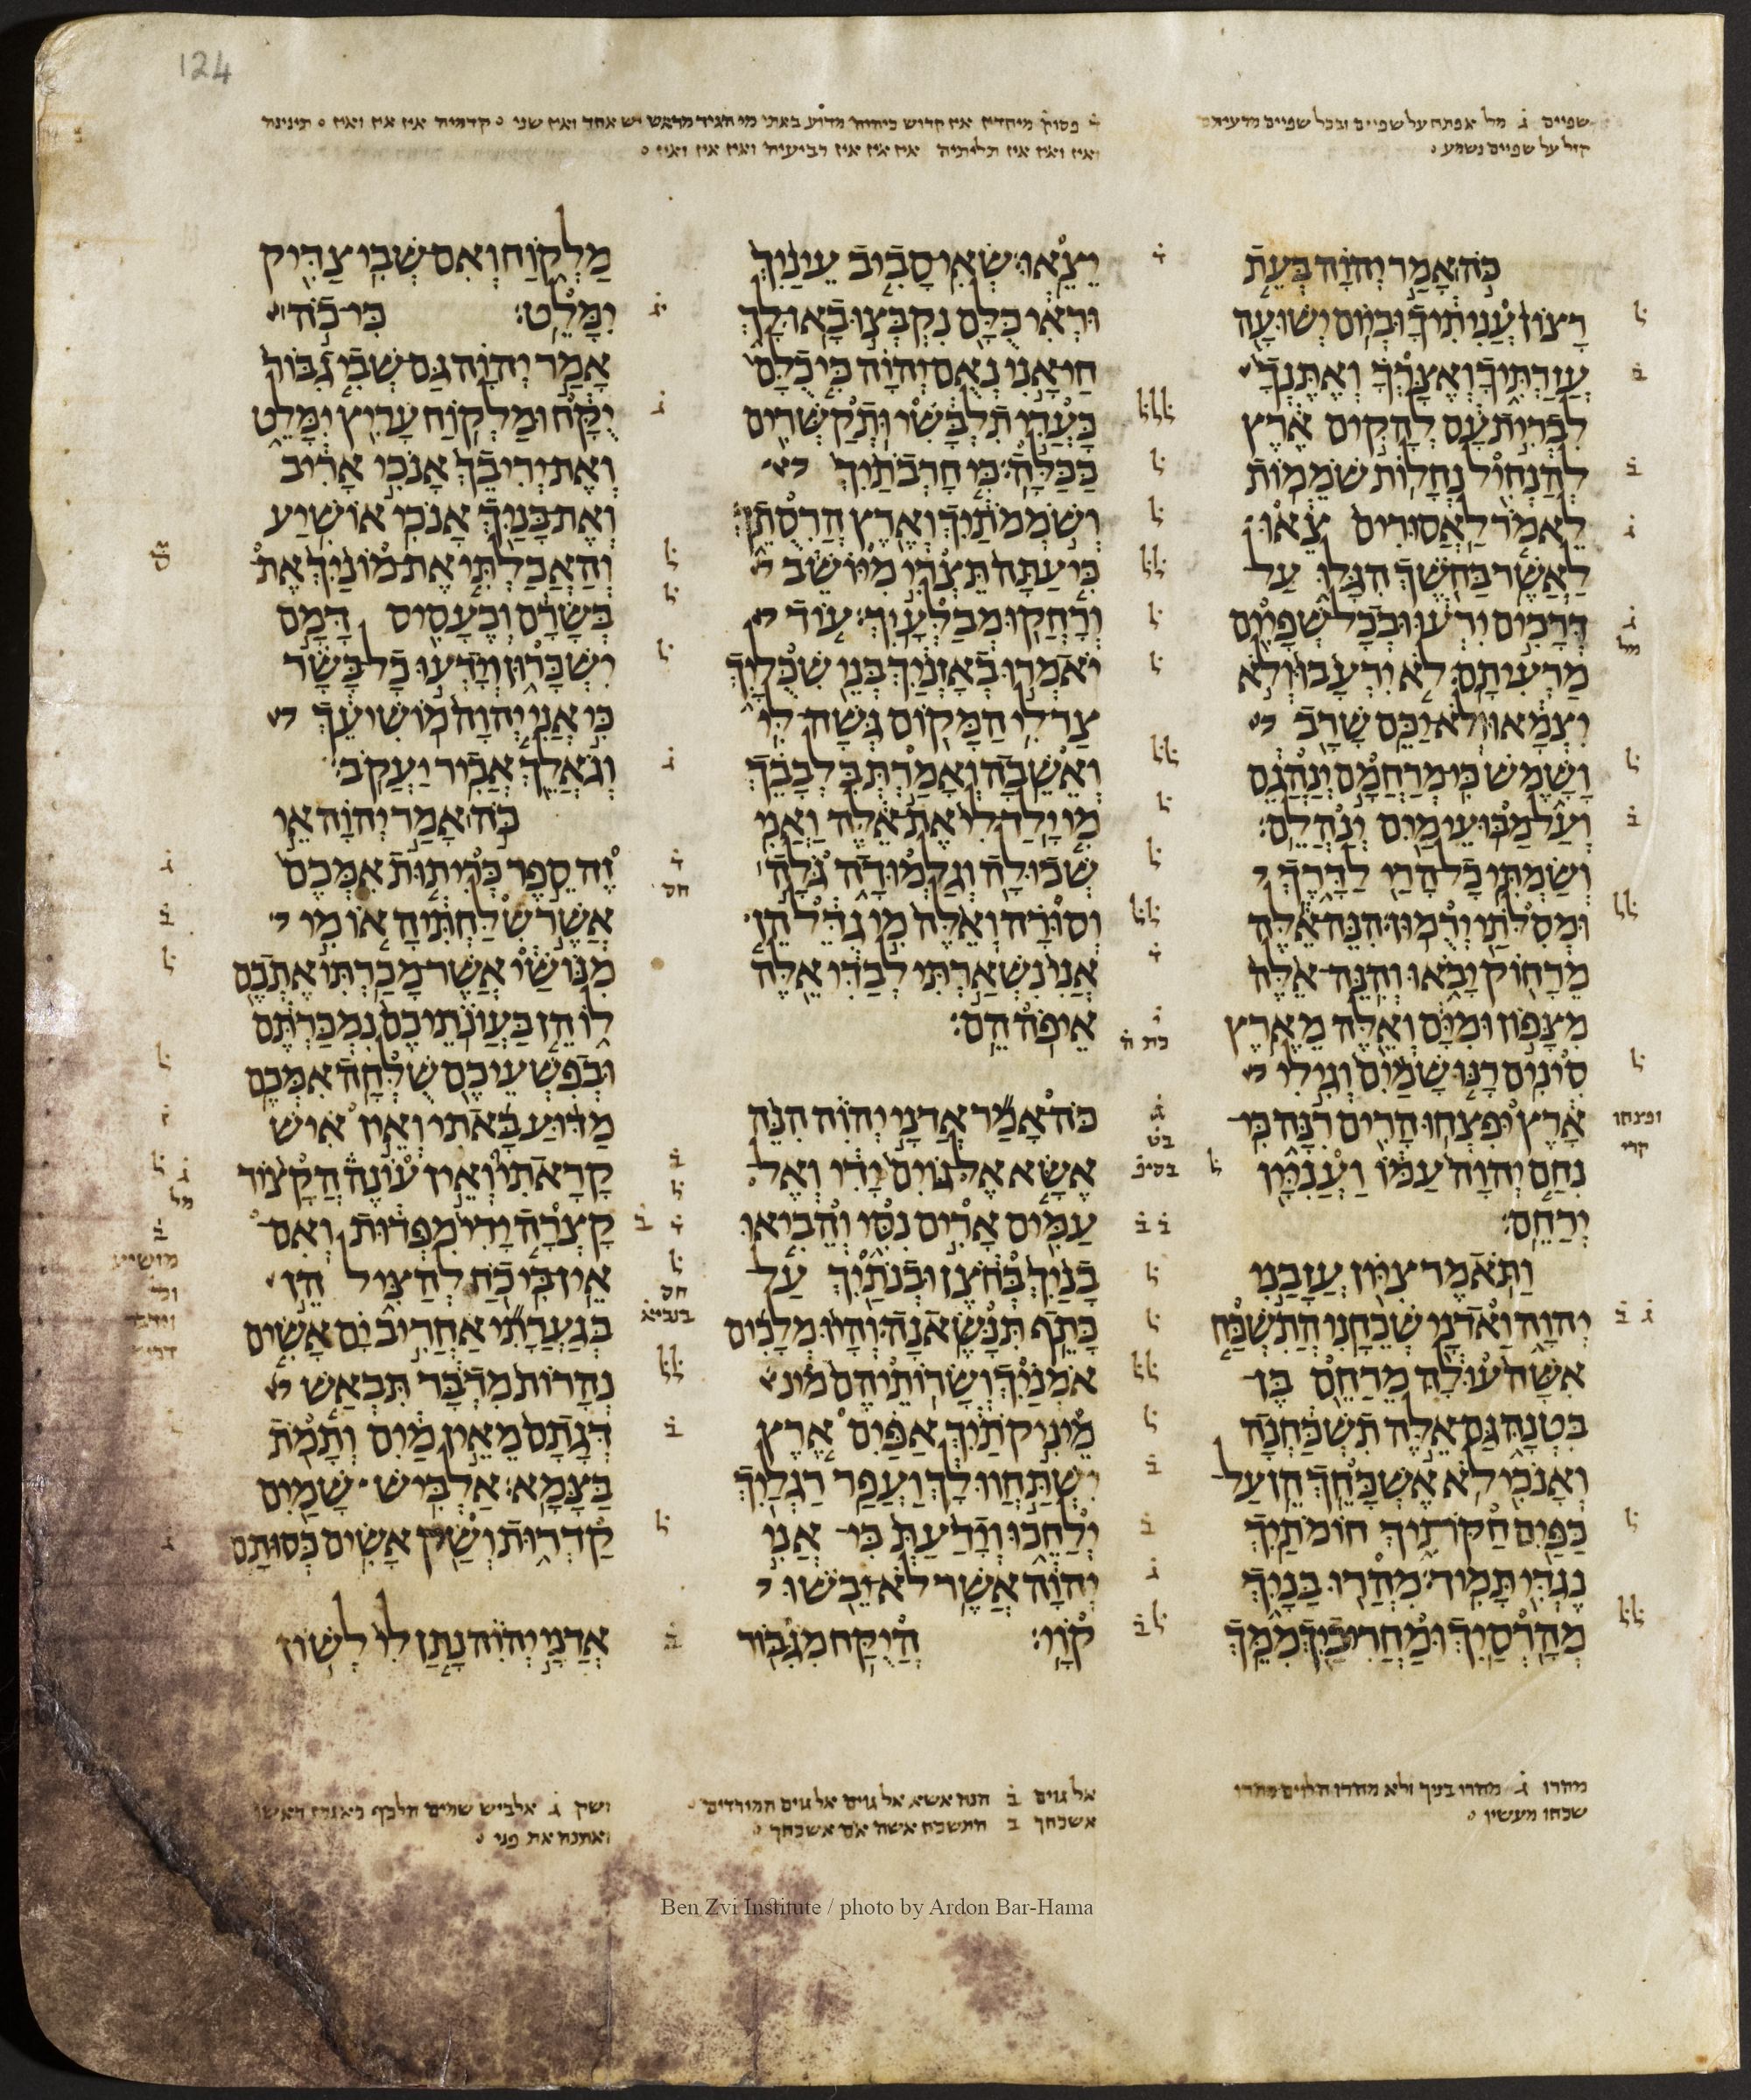 124
שפיים ג מל אפתח על שפיים ובכל שפיים מרעיתם
קול על שפיים נשמע
ד פסוק מיחדין אין קדוש כיהוה מדוע באתי מי הגיד מראש יש אחד ואין שני קדמיה אין אין ואין תינינה
ואין ואין אין תליתיה אין אין אין רביעיה ואין אין ואין
כה אמר יהוה בעת
רצון עניתיך וביום ישועה
עזרתיך ואצרך ואתנך
לברית עם להקים ארץ
להנחיל נחלות שממות
לאמר לאסורים צאו
לאשר בחשך הגלו על
דרכים ירעו ובכל שפיים
מרעיתם׃ לא ירעבו ולא
יצמאו ולא יכם שרב
ושמש כי מרחמם ינהגם
ועל מבועי מים ינהלם׃
ושמתי כל הרי לדרך
ומסלתי ירמון׃ הנה אלה
מרחוק יבאו והנה אלה
מצפון ומים ואלה מארץ
סינים׃ רנו שמים וגילי
ארץ יפצחו הרים רנה כי
נחם יהוה עמו ועניו
ירחם׃
ותאמר ציון עזבני
יהוה ואדני שכחני׃ התשכח
אשה עולה מרחם בן
בטנה גם אלה תשכחנה
ואנכי לא אשכחך׃ הן על
כפים חקותיך חומתיך
נגדי תמיד׃ מהרו בניך
מהרסיך ומחריביך ממך
יצאו׃ שאי סביב עיניך
וראי כלם נקבצו באו לך
חי אני נאם יהוה כי כלם
כעדי תלבשי ותקשרים
ככלה׃ כי חרבתיך
ושממתיך וארץ הרסתך
כי עתה תצרי מיושב
ורחקו מבלעיך׃ עוד
יאמרו באזניך בני שכליך
צר לי המקום גשה לי
ואשבה׃ ואמרת בלבבך
מי ילד לי את אלה ואני
שכולה וגלמודה גלה
וסורה ואלה מי גדל הן
אני נשארתי לבדי אלה
איפה הם׃
כה אמר אדני יהוה הנה
אשא אל גוים ידי ואל
עמים ארים נסי והביאו
בניך בחצן ובנתיך על
כתף תנשאנה׃ והיו מלכים
אמניך ושרותיהם מיני
מיניקתיך אפים ארץ
ישתחוו לך ועפר רגליך
ילחכו וידעת כי אני
יהוה אשר לא יבשו
קוי׃ היקח מגבור
מלקוח ואם שבי צדיק
ימלט׃ כי כה
אמר יהוה גם שבי גבור
יקח ומלקוח עריץ ימלט
ואת יריבך אנכי אריב
ואת בניך אנכי אושיע
והאכלתי את מוניך את
בשרם וכעסיס דמם
ישכרון וידעו כל בשר
כי אני יהוה מושיעך
וגאלך אביר יעקב׃
כה אמר יהוה אי
זה ספר כריתות אמכם
אשר שלחתיה או מי
מנושי אשר מכרתי אתכם
לו הן בעונתיכם נמכרתם
ובפשעיכם שלחה אמכם
מדוע באתי ואין איש
קראתי ואין עונה הקצור
קצרה ידי מפדות ואם
אין בי כח להציל הן
בגערתי אחריב ים אשים
נהרות מדבר תבאש
דגתם מאין מים ותמת
בצמא׃ אלביש שמים
קדרות ושק אשים כסותם
אדני יהוה נתן לי לשון
ופצחו
קרי
מהרו ג מהרו בניך ולא מהרו הלוים מהרו
שכחו מעשיו
אל גוים ב הנה אשא אל גוים אל גוים המורדים
אשכחך ב התשכח אשה אם אשכחך
ושק ג אלביש שמים
ואתנה את פני
Ben Zvi Institute / photo by Ardon Bar-Hama